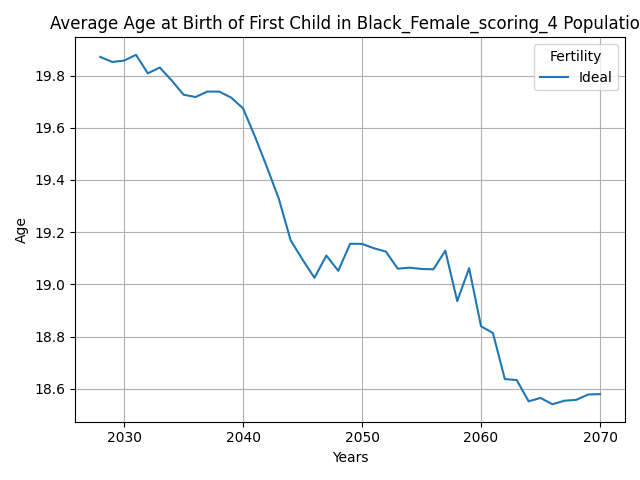 Average Age at Birth of First Child in Black_Female_scoring_4 Populatio
Fertility
Ideal
19.8
19.6
19.4
19.2
19.0
18.8
18.6
Age
2030 2040 2050 2060 2070
Years